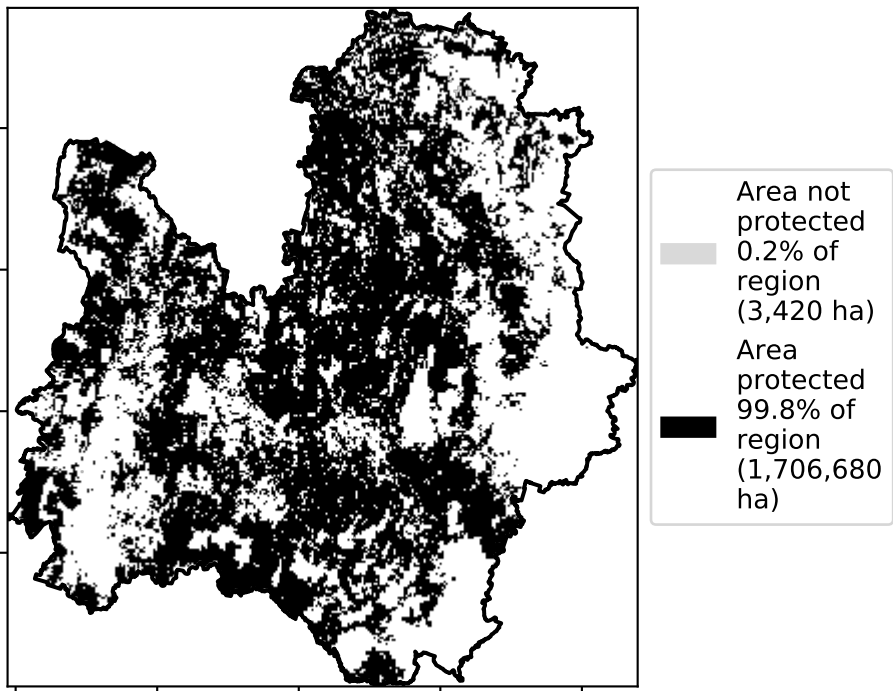 Area not
protected
0.2% of
region
(3,420 ha)
Area
protected
99.8% of
region
(1,706,680
ha)